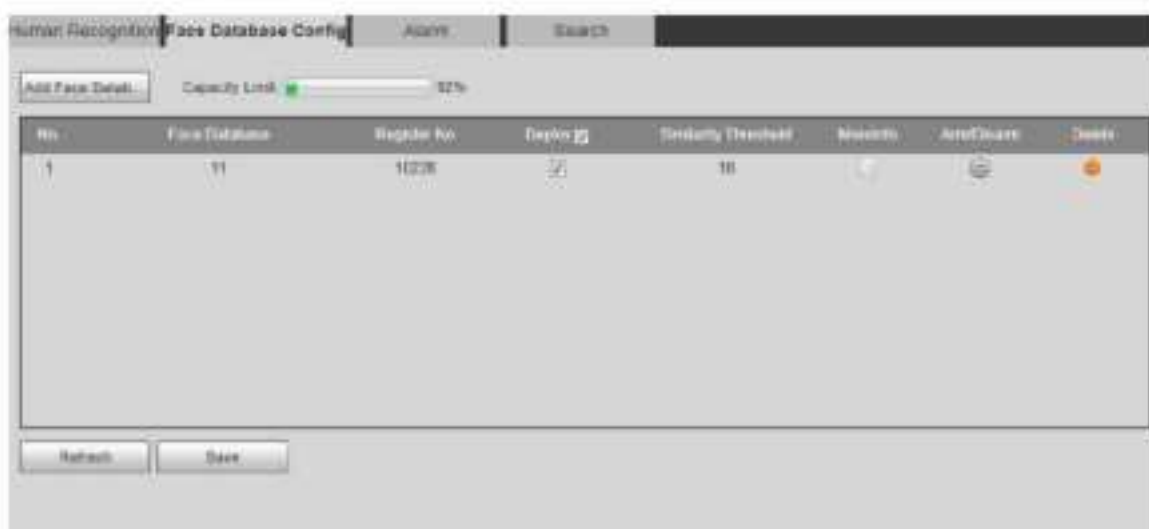 Human Recognition Face Database Config Alarm Search
Add Face Datab... Capacity Limit
No. Face Database Register No. Deploy Similarity Threshold MoreInfo Arm/Disarm Delete
1 11
Refresh Save